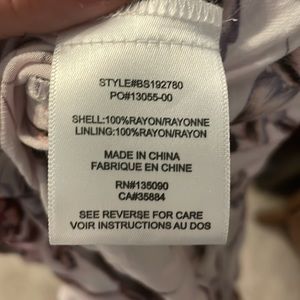 STYLE#BS192780
PO#13055-00
SHELL:100%RAYON/RAYONNE
LINLING:100%RAYON/RAYON
MADE IN CHINA
FABRIQUE EN CHINE
RN#135090
CA#35884
SEE REVERSE FOR CARE
VOIR INSTRUCTIONS AU DOS